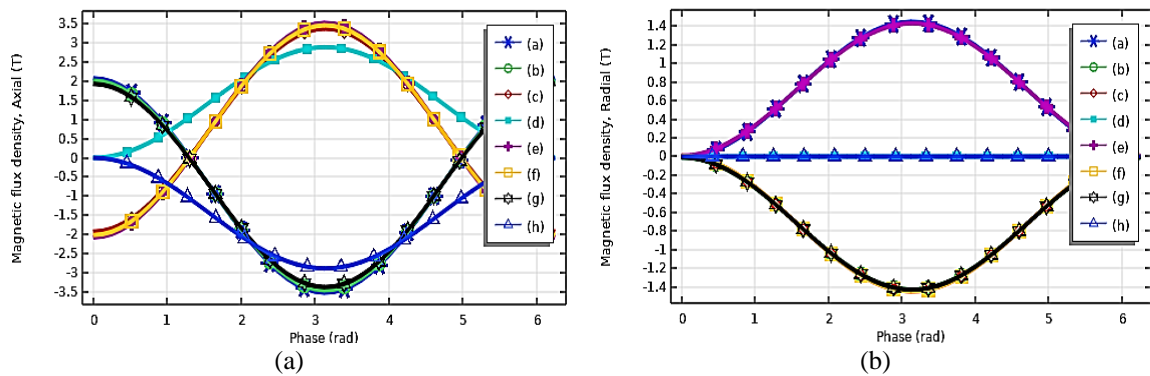 Magnetic flux density, Axial (T)
3.5
3
2.5
2
1.5
1
0.5
0
-0.5
-1
-1.5
-2
-2.5
-3
-3.5
0 1 2 3 4 5 6
Phase (rad)
(a)
(b)
(c)
(d)
(e)
(f)
(g)
(h)
(a)
Magnetic flux density, Radial (T)
1.4
1.2
1
0.8
0.6
0.4
0.2
0
-0.2
-0.4
-0.6
-0.8
-1
-1.2
-1.4
0 1 2 3 4 5 6
Phase (rad)
(a)
(b)
(c)
(d)
(e)
(f)
(g)
(h)
(b)